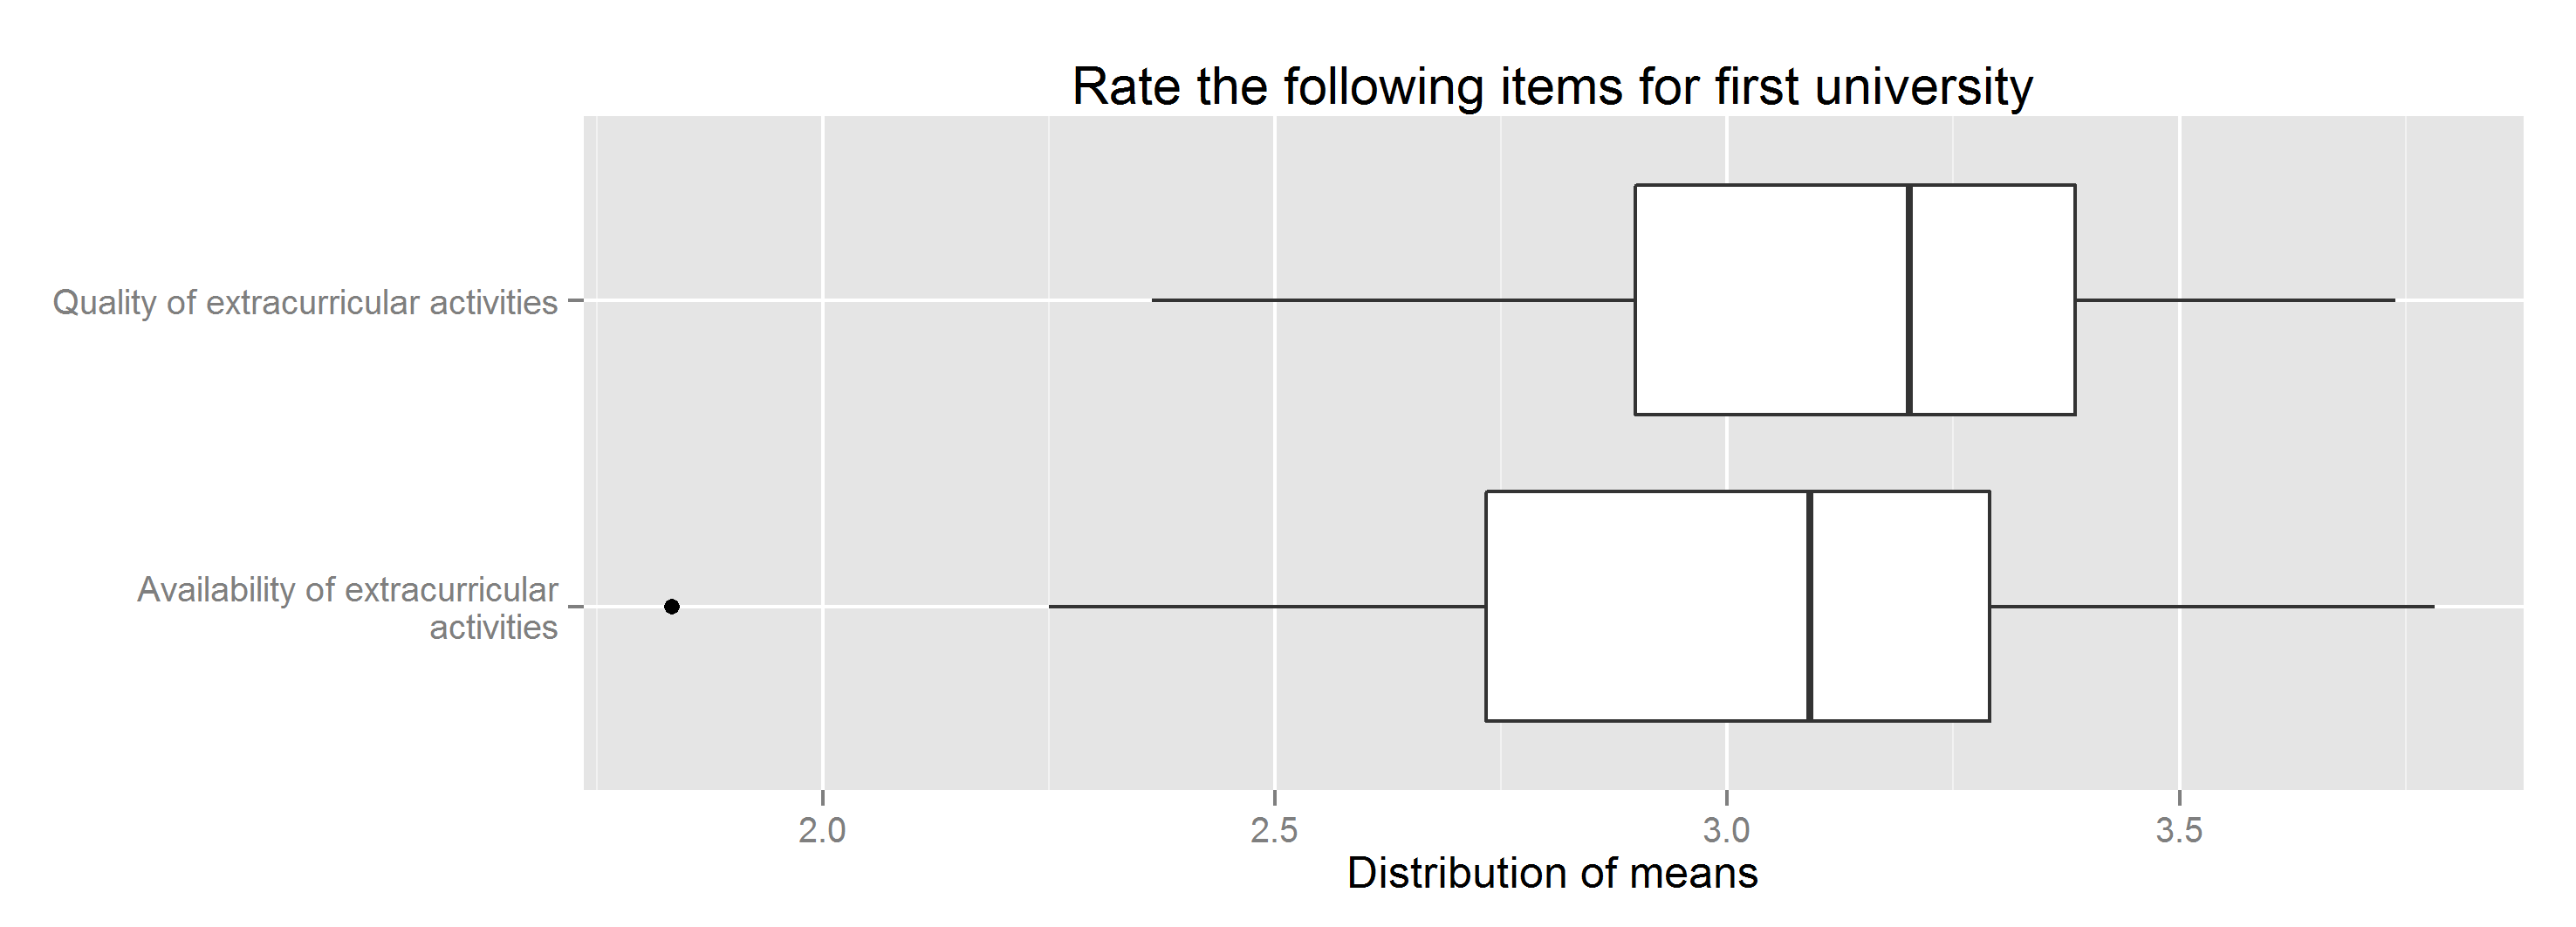 Rate the following items for first university
Quality of extracurricular activities
Availability of extracurricular
activities
2.0 2.5 3.0 3.5
Distribution of means